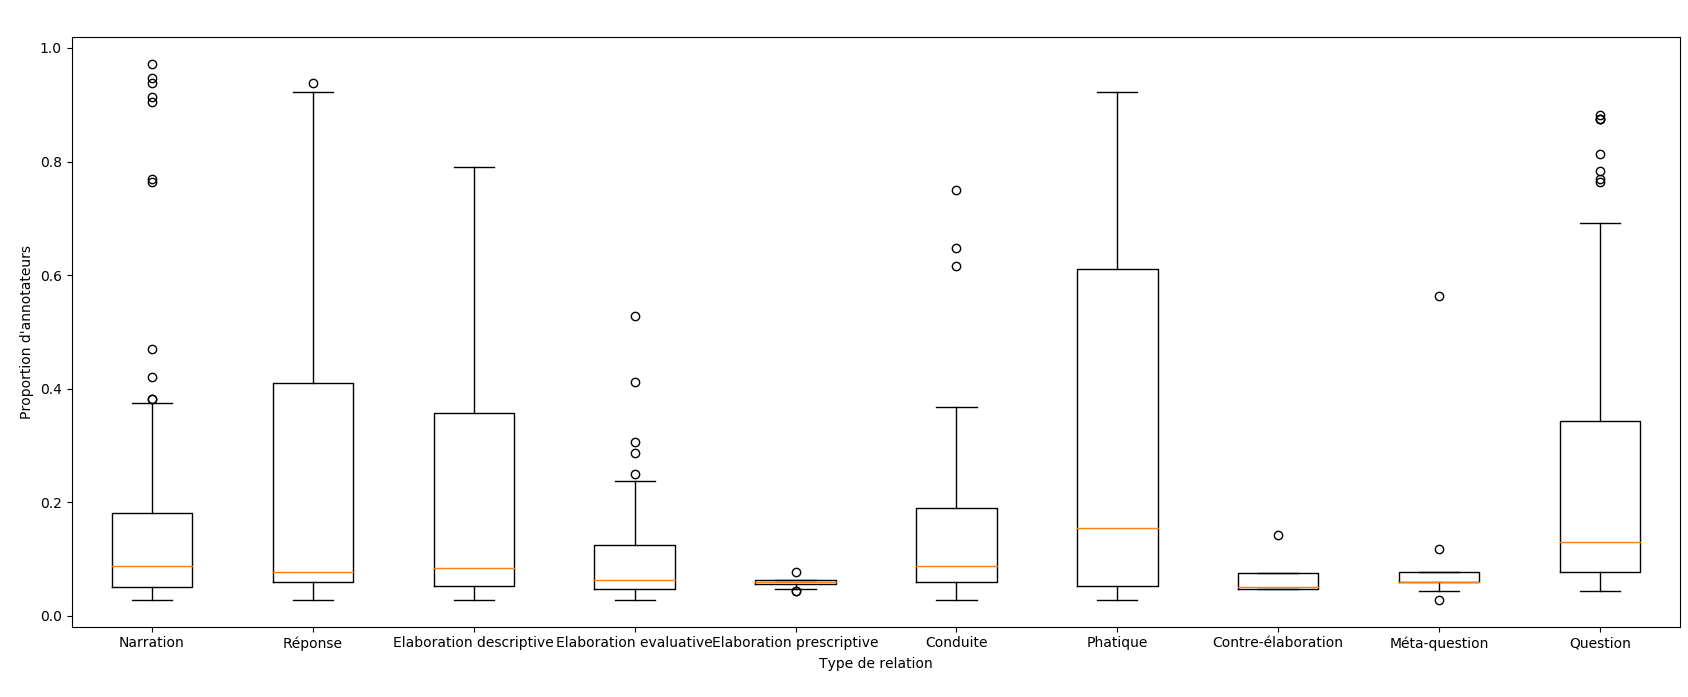 1.0
0.8
0.6
0.4
0.2
0.0
Proportion d'annotateurs
Narration Réponse Elaboration descriptive Elaboration evaluative Elaboration prescriptive Conduite Phatique Contre-élaboration Méta-question Question
Type de relation